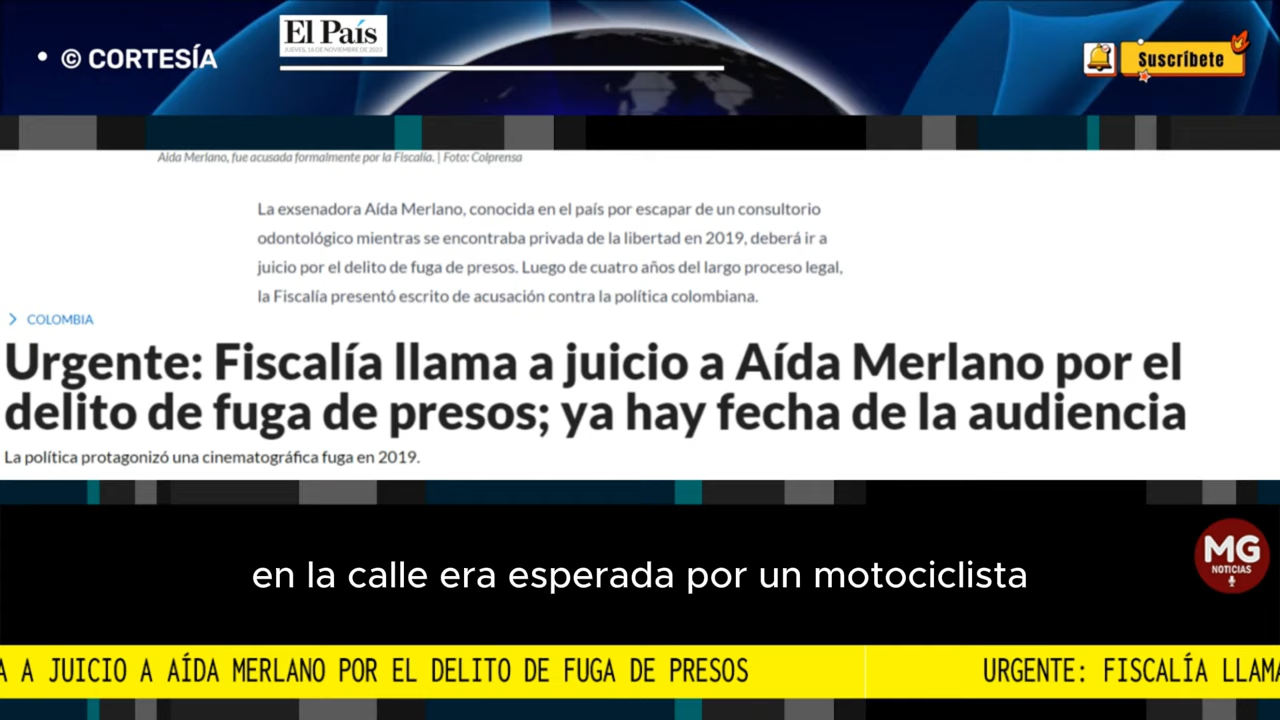 • © CORTESÍA
El País
JUEVES, 16 DE NOVIEMBRE DE 2023
Suscríbete
Aída Merlano, fue acusada formalmente por la Fiscalía. | Foto: Colprensa
La exsenadora Aída Merlano, conocida en el país por escapar de un consultorio
odontológico mientras se encontraba privada de la libertad en 2019, deberá ir a
juicio por el delito de fuga de presos. Luego de cuatro años del largo proceso legal,
la Fiscalía presentó escrito de acusación contra la política colombiana.
> COLOMBIA
Urgente: Fiscalía llama a juicio a Aída Merlano por el
delito de fuga de presos; ya hay fecha de la audiencia
La política protagonizó una cinematográfica fuga en 2019.
MG
NOTICIAS
en la calle era esperada por un motociclista
A A JUICIO A AÍDA MERLANO POR EL DELITO DE FUGA DE PRESOS URGENTE: FISCALÍA LLAMA